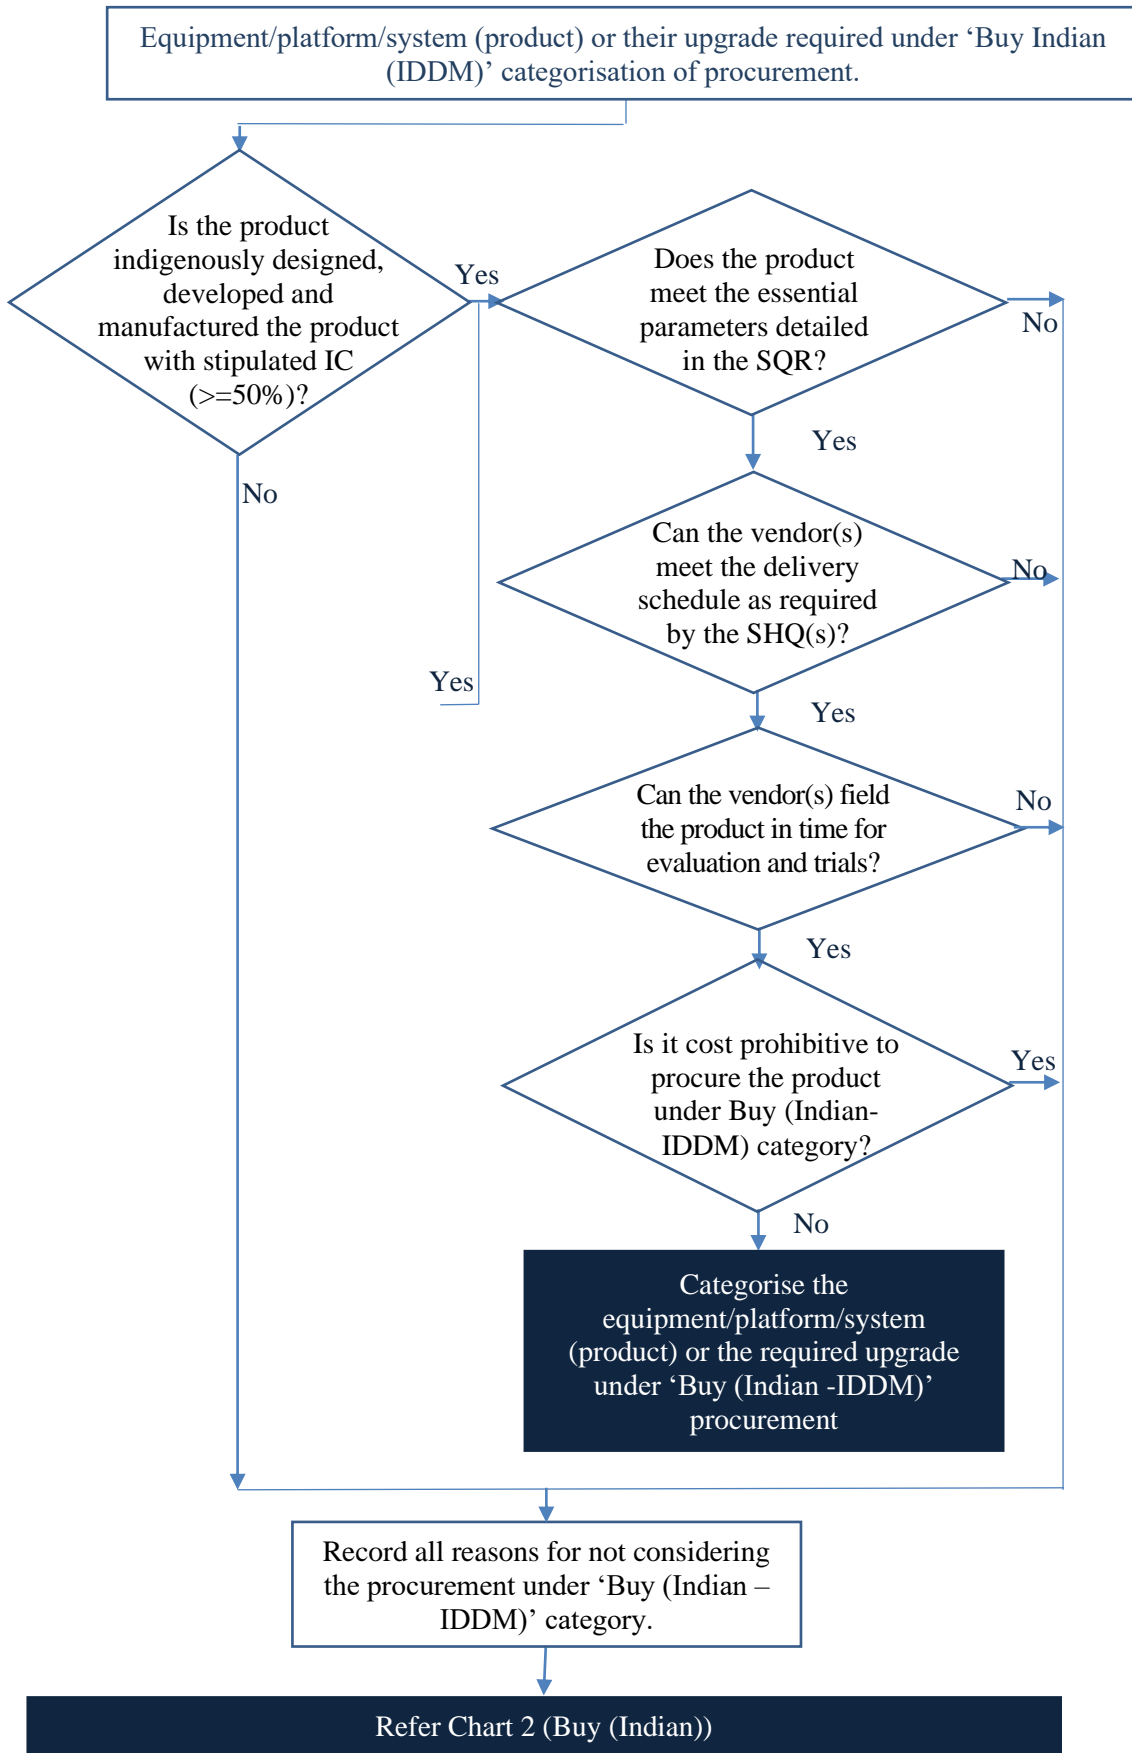 Equipment/platform/system (product) or their upgrade required under ‘Buy Indian
(IDDM)’ categorisation of procurement.
Is the product
indigenously designed,
developed and
manufactured the product
with stipulated IC
(>=50%)?
Yes
No
Does the product
meet the essential
parameters detailed
in the SQR?
No
Yes
Can the vendor(s)
meet the delivery
schedule as required
by the SHQ(s)?
No
Yes
Yes
Can the vendor(s) field
the product in time for
evaluation and trials?
No
Yes
Is it cost prohibitive to
procure the product
under Buy (Indian-
IDDM) category?
Yes
No
Categorise the
equipment/platform/system
(product) or the required upgrade
under ‘Buy (Indian -IDDM)’
procurement
Record all reasons for not considering
the procurement under ‘Buy (Indian –
IDDM)’ category.
Refer Chart 2 (Buy (Indian))